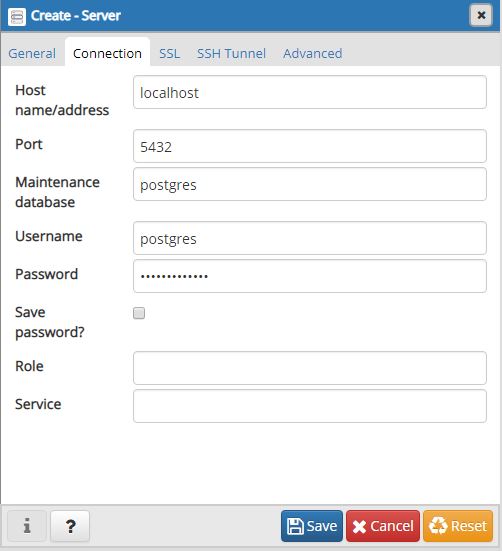 Create - Server
General Connection SSL SSH Tunnel Advanced
Host name/address localhost
Port 5432
Maintenance database postgres
Username postgres
Password •••••••••••••
Save password?
Role
Service
i ? Save Cancel Reset